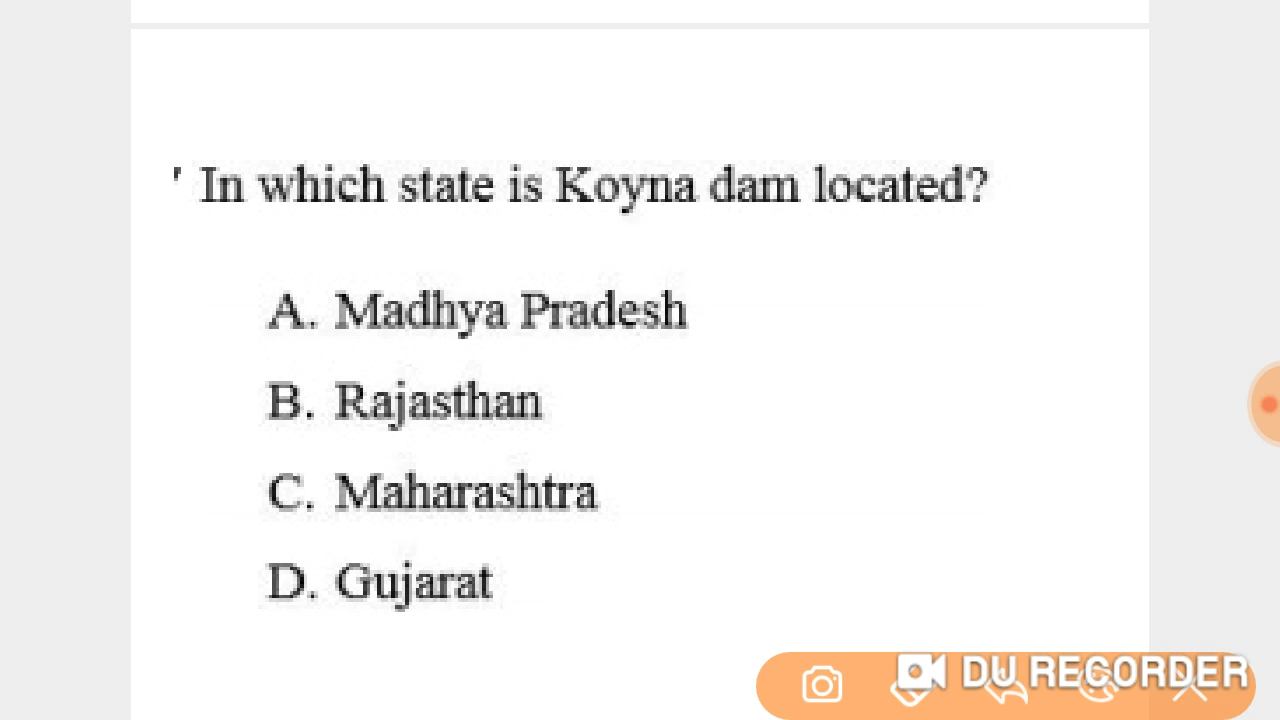 ' In which state is Koyna dam located?
A. Madhya Pradesh
B. Rajasthan
C. Maharashtra
D. Gujarat
DU RECORDER